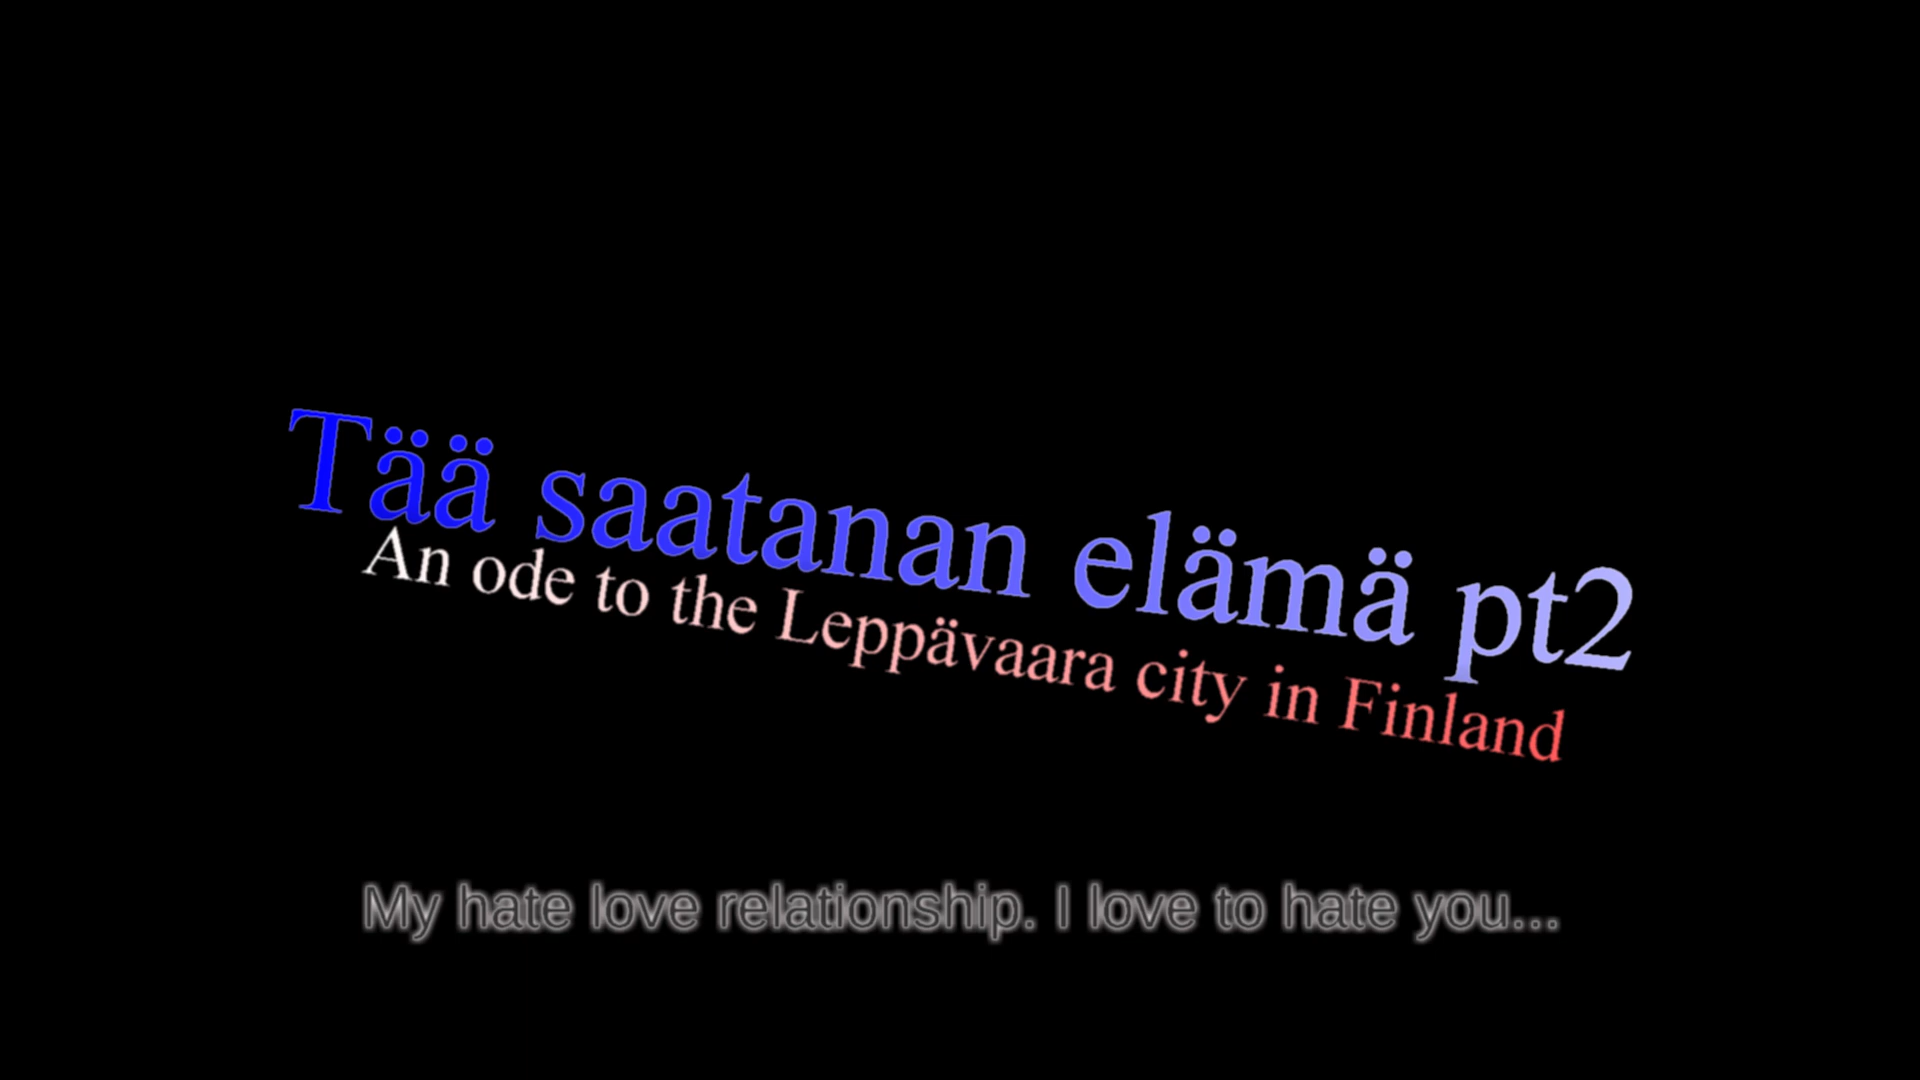 Tää saatanan elämä pt2
An ode to the Leppävaara city in Finland
My hate love relationship. I love to hate you...